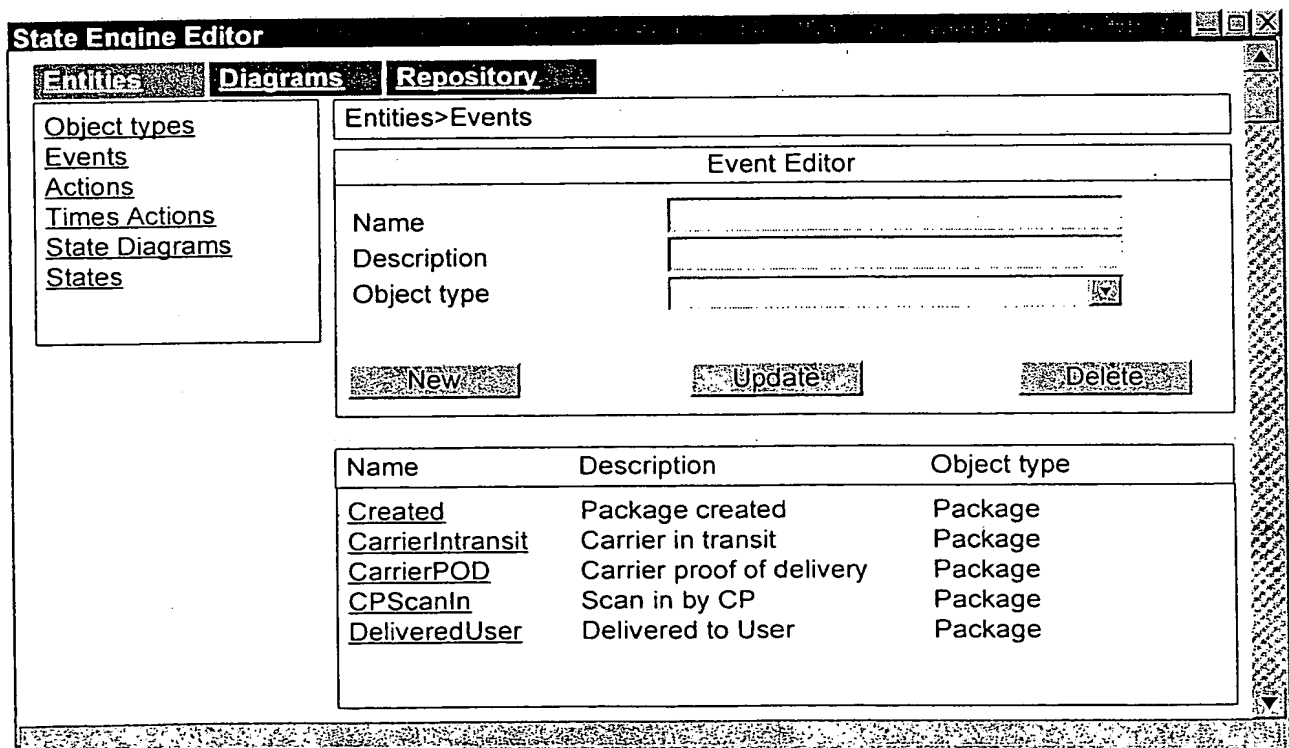 State Engine Editor
Entities Diagrams Repository
Object types
Events
Actions
Times Actions
State Diagrams
States
Entities>Events
Event Editor
Name
Description
Object type
New Update Delete
Name Description Object type
Created Package created Package
CarrierIntransit Carrier in transit Package
CarrierPOD Carrier proof of delivery Package
CPScanIn Scan in by CP Package
DeliveredUser Delivered to User Package